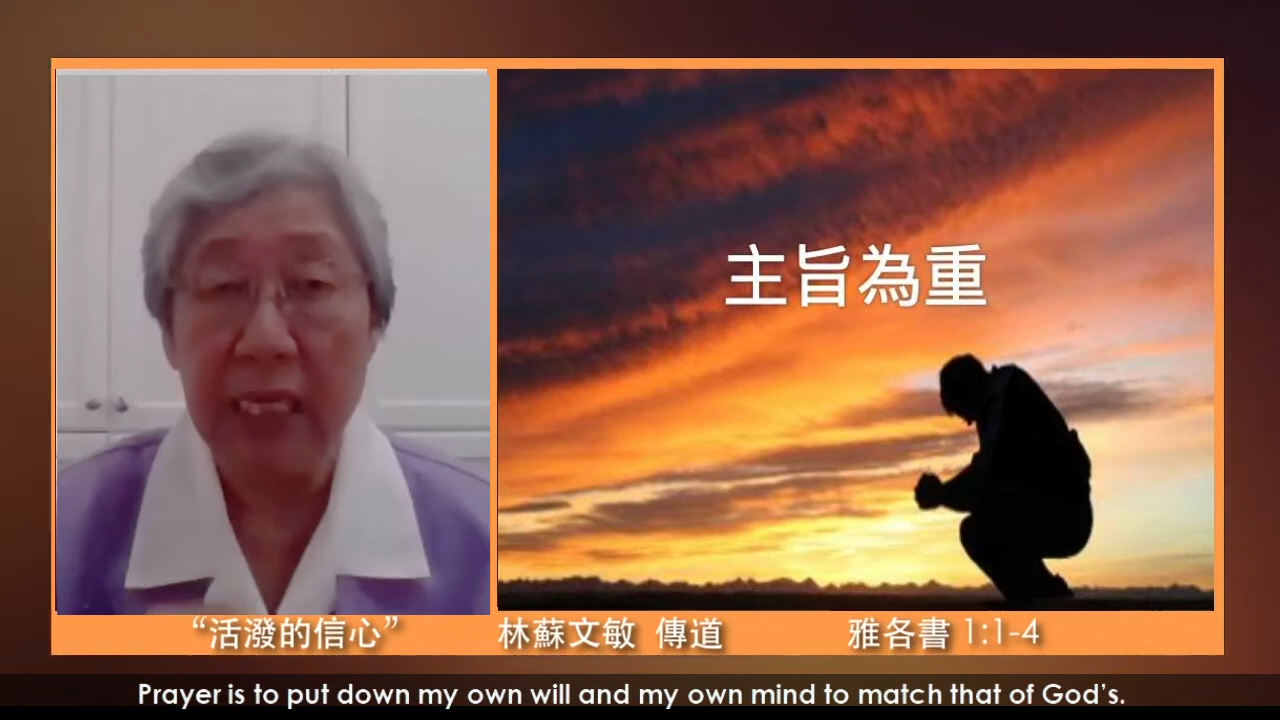 主旨為重
“活潑的信心” 林蘇文敏 傳道 雅各書 1:1-4
Prayer is to put down my own will and my own mind to match that of God's.